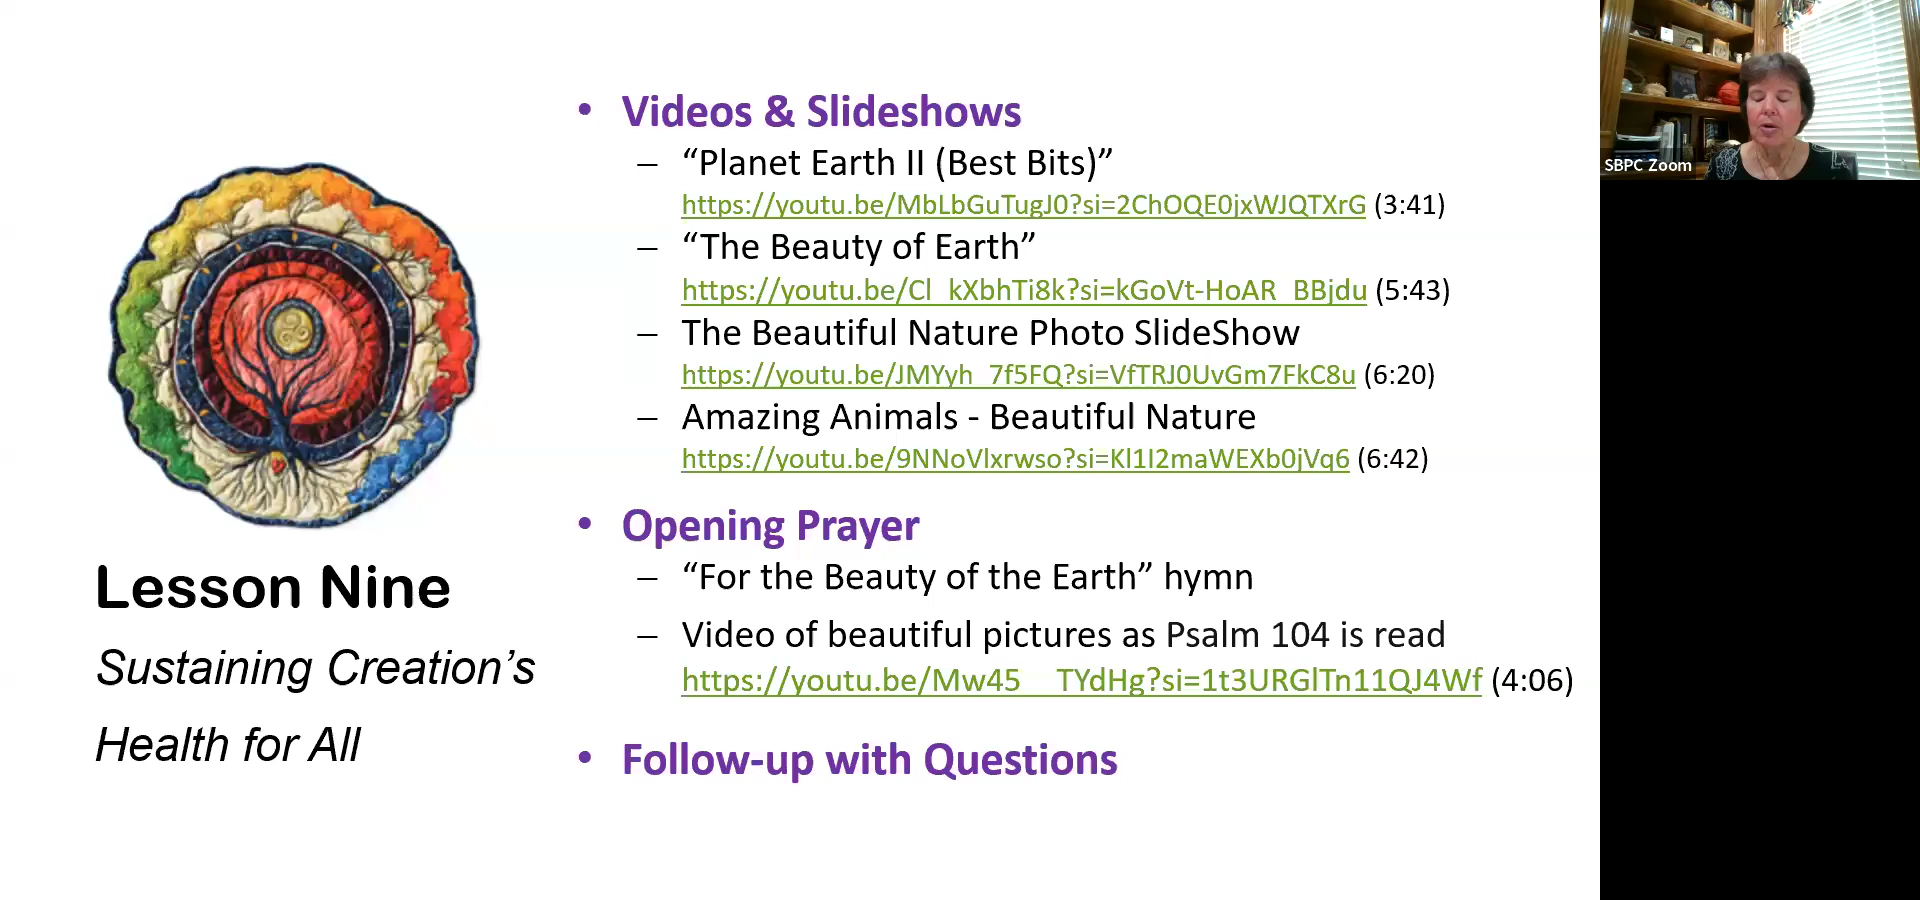 Lesson Nine
Sustaining Creation’s
Health for All
• Videos & Slideshows
– “Planet Earth II (Best Bits)”
https://youtu.be/MbLbGuTugJ0?si=2ChOQE0jxWJQTXrG (3:41)
– “The Beauty of Earth”
https://youtu.be/Cl_kXbhTi8k?si=kGoVt-HoAR_BBjdu (5:43)
– The Beautiful Nature Photo SlideShow
https://youtu.be/JMYyh_7f5FQ?si=VfTRJ0UvGm7FkC8u (6:20)
– Amazing Animals - Beautiful Nature
https://youtu.be/9NNoVlxrwso?si=Kl1I2maWEXb0jVq6 (6:42)
• Opening Prayer
– “For the Beauty of the Earth” hymn
– Video of beautiful pictures as Psalm 104 is read
https://youtu.be/Mw45__TYdHg?si=1t3URGlTn11QJ4Wf (4:06)
• Follow-up with Questions
SBPC Zoom